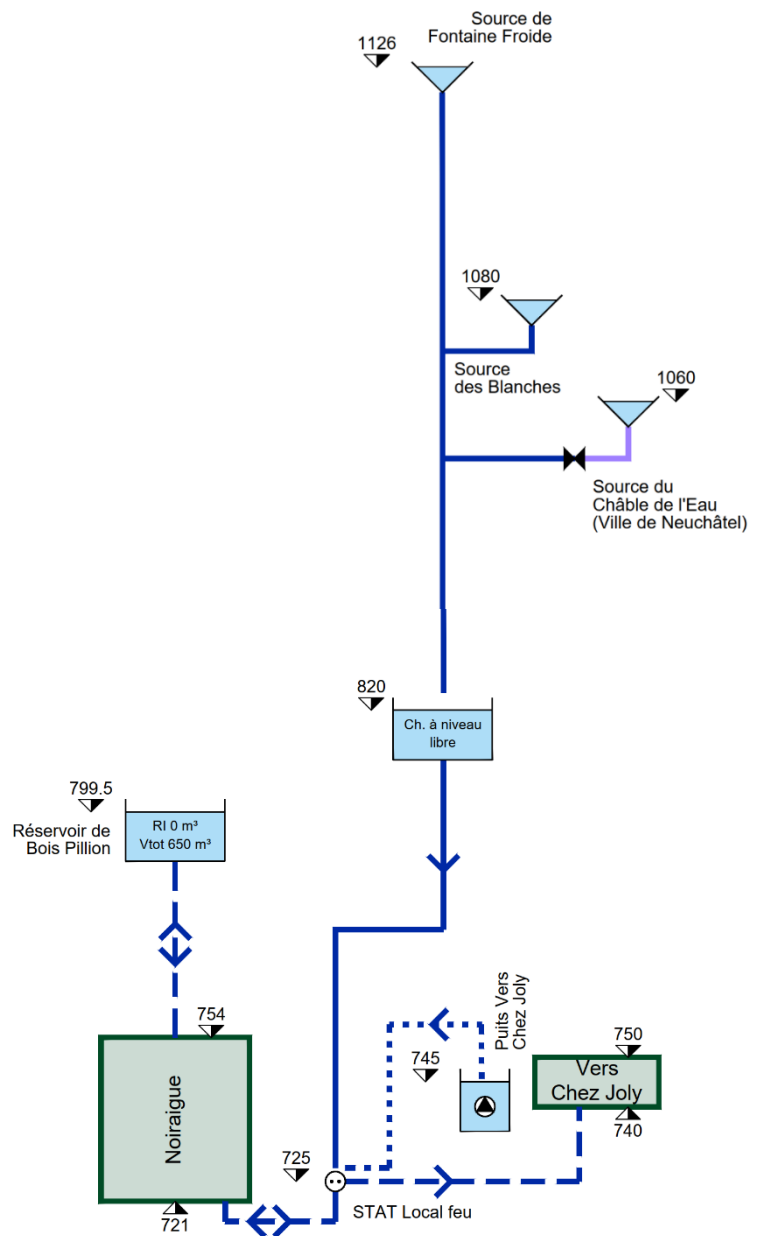 Source de
Fontaine Froide
1126
1080
Source
des Blanches
1060
Source du
Châble de l'Eau
(Ville de Neuchâtel)
820
Ch. à niveau
libre
799.5
Réservoir de
Bois Pillion
RI 0 m³
Vtot 650 m³
754
Noiraigue
721
725
STAT Local feu
745
Puits Vers
Chez Joly
750
Vers
Chez Joly
740